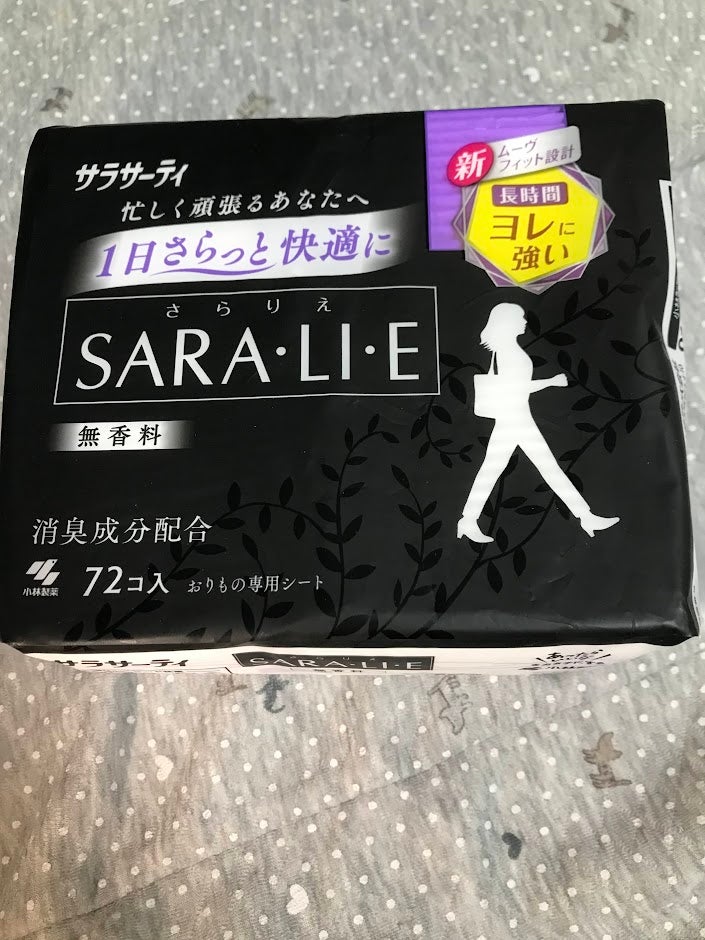 サラサーティ
忙しく頑張るあなたへ
1日さらっと快適に
さらりえ
SARA・LI・E
無香料
消臭成分配合
小林製薬
72コ入 おりもの専用シート
新
ムーヴ
フィット設計
長時間
ヨレに
強い
サラサーティ
SARA・LI・E
無香料